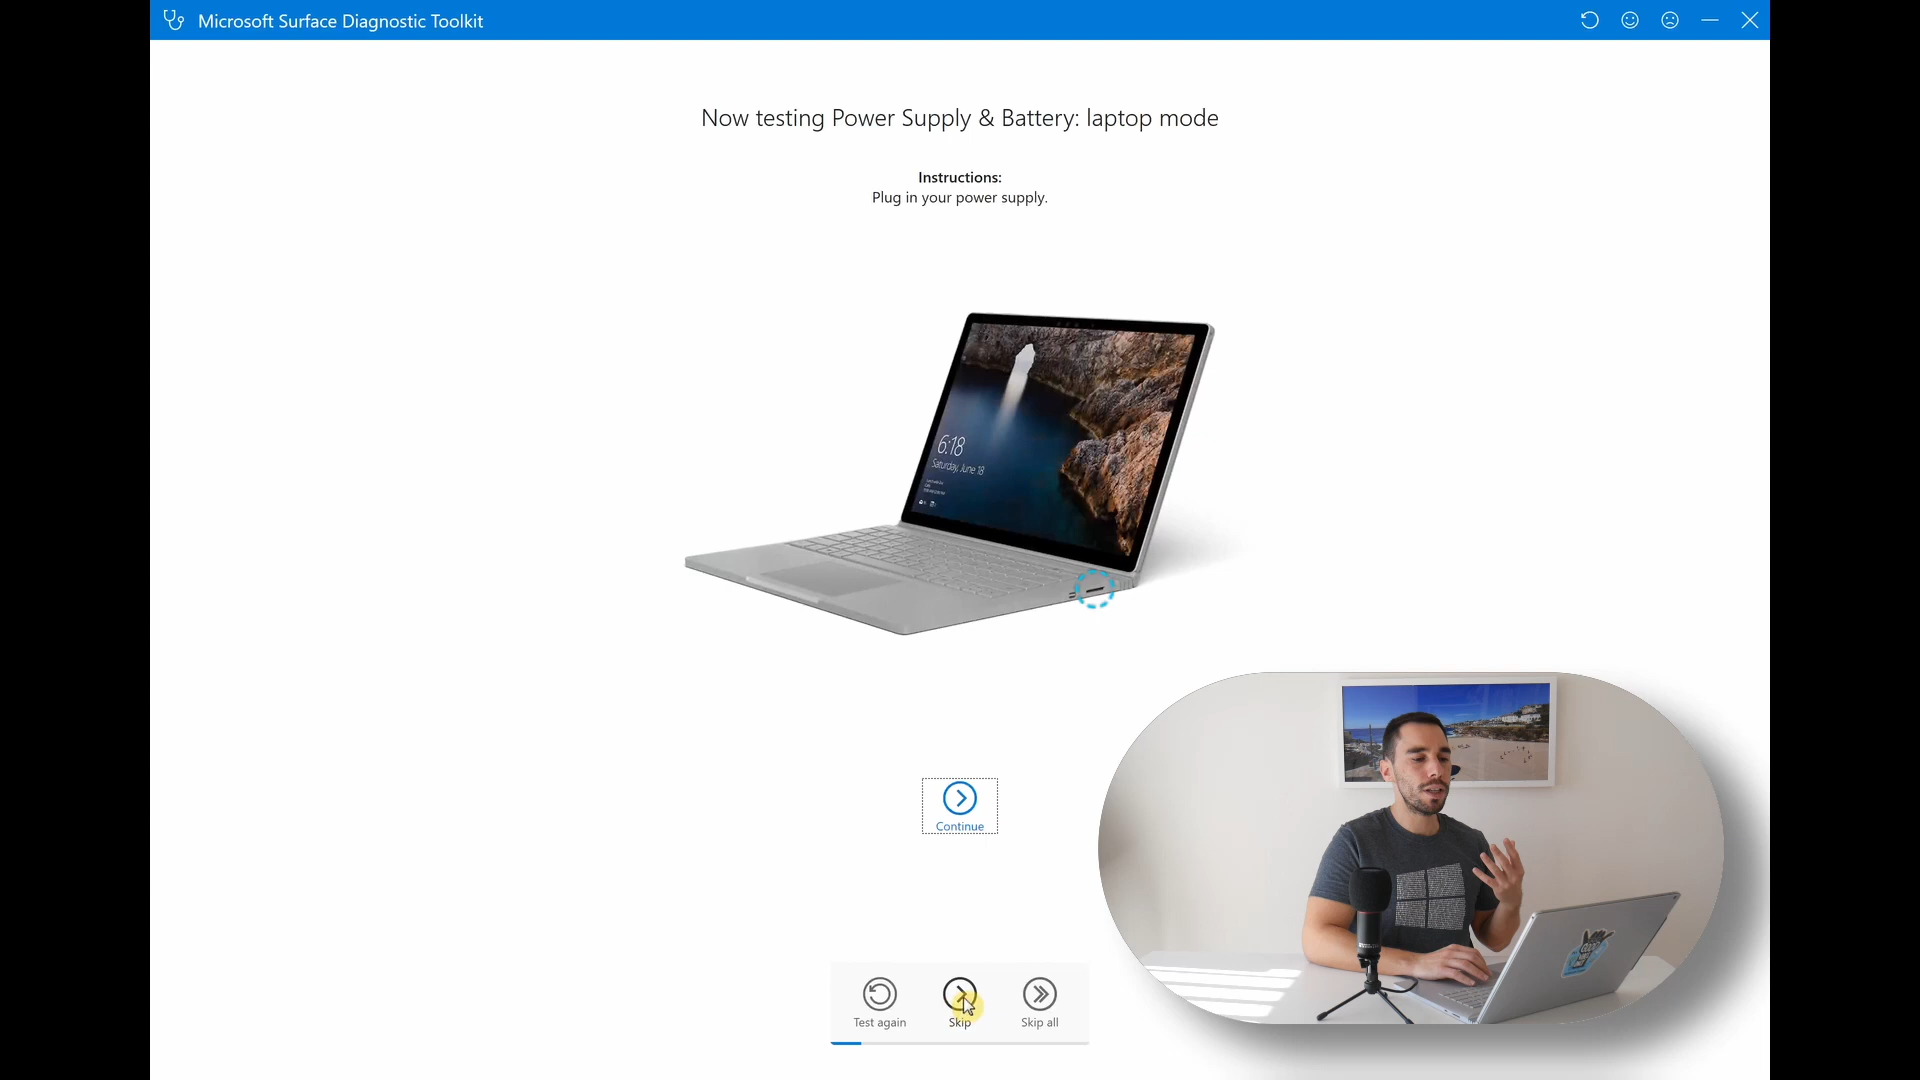 Microsoft Surface Diagnostic Toolkit
Now testing Power Supply & Battery: laptop mode
Instructions:
Plug in your power supply.
6:18
Saturday, June 18
Continue
Test again
Skip
Skip all